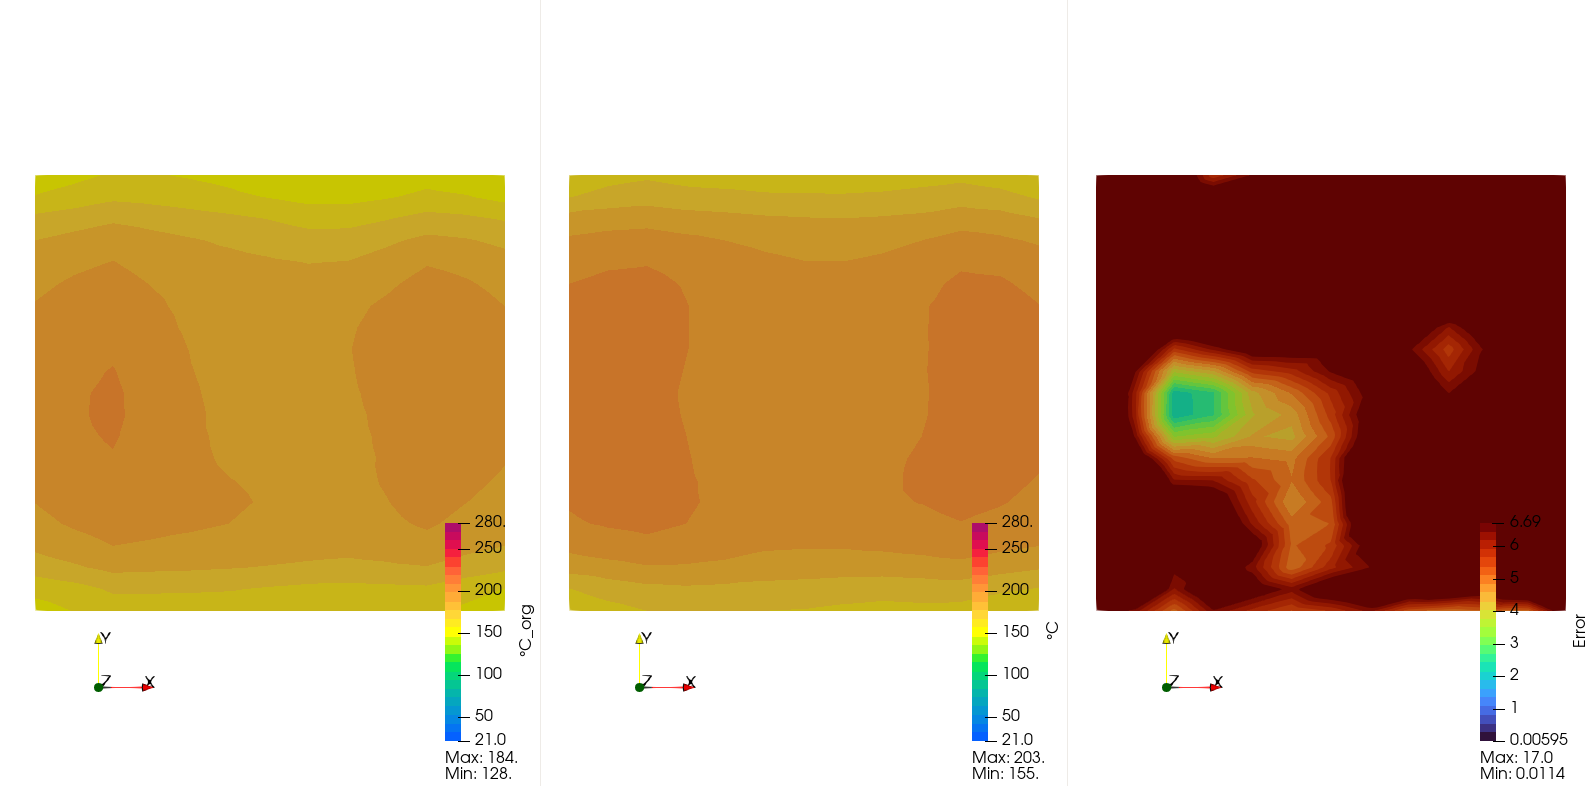 280.
250
200
150
100
50
21.0
°C_org
Max: 184.
Min: 128.
Y
Z
X
280.
250
200
150
100
50
21.0
°C
Max: 203.
Min: 155.
Y
Z
X
6.69
6
5
4
3
2
1
0.00595
Error
Max: 17.0
Min: 0.0114
Y
Z
X